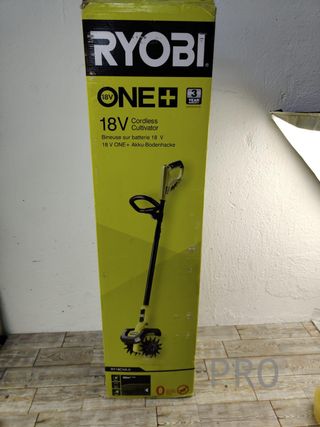 RYOBI
18V ONE+
3 YEAR
18V Cordless Cultivator
Bineuse sur batterie 18 V
18 V ONE+ Akku-Bodenhacke
PRO